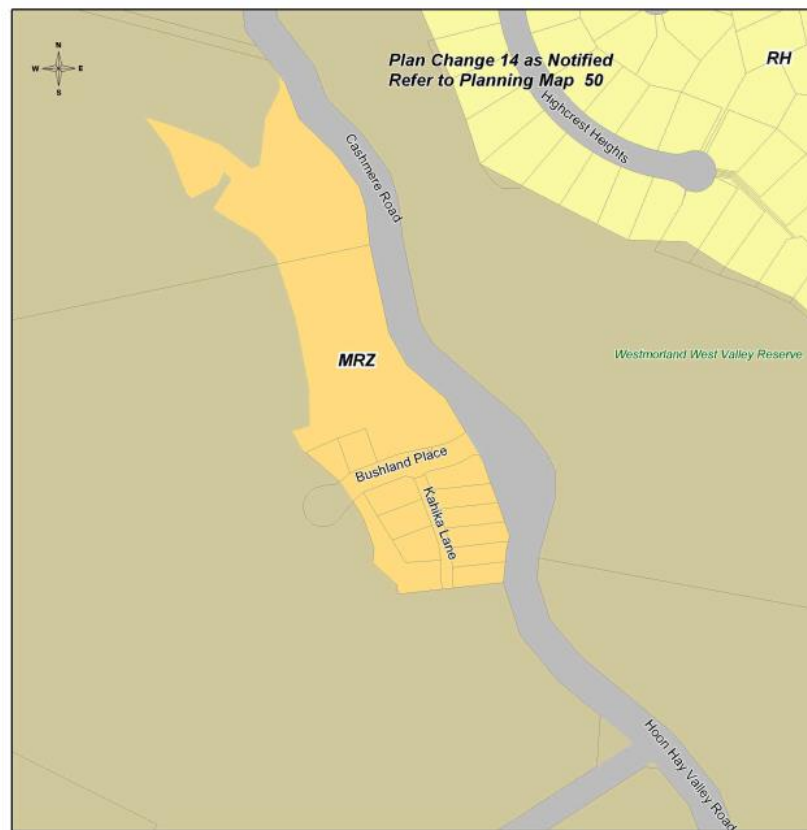 N
W E
S
Plan Change 14 as Notified
Refer to Planning Map 50
RH
Highcrest Heights
Cashmere Road
Westmorland West Valley Reserve
MRZ
Bushland Place
Kahika Lane
Hoon Hay Valley Road